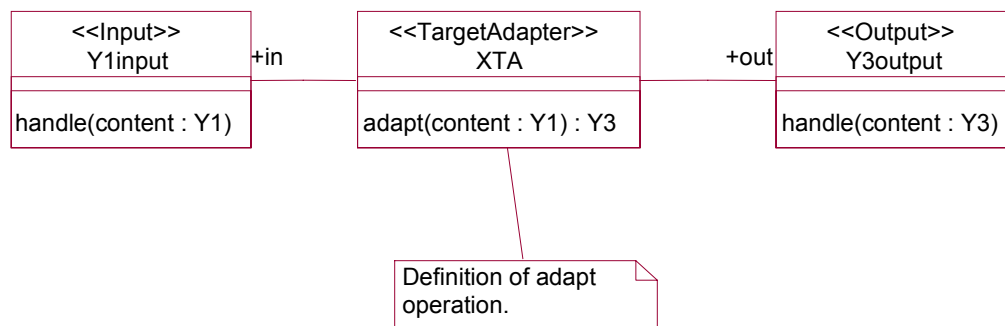 <<Input>>
Y1input
handle(content : Y1)
+in
<<TargetAdapter>>
XTA
adapt(content : Y1) : Y3
+out
<<Output>>
Y3output
handle(content : Y3)
Definition of adapt
operation.